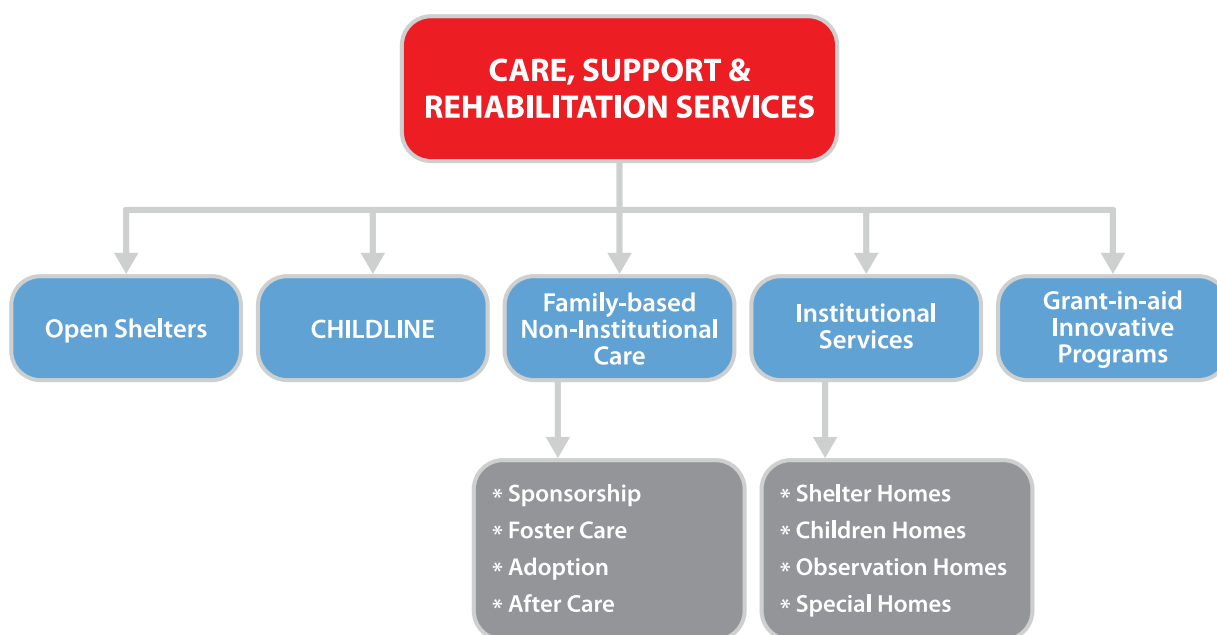 CARE, SUPPORT &
REHABILITATION SERVICES
Open Shelters
CHILDLINE
Family-based
Non-Institutional
Care
Institutional
Services
Grant-in-aid
Innovative
Programs
* Sponsorship
* Foster Care
* Adoption
* After Care
* Shelter Homes
* Children Homes
* Observation Homes
* Special Homes